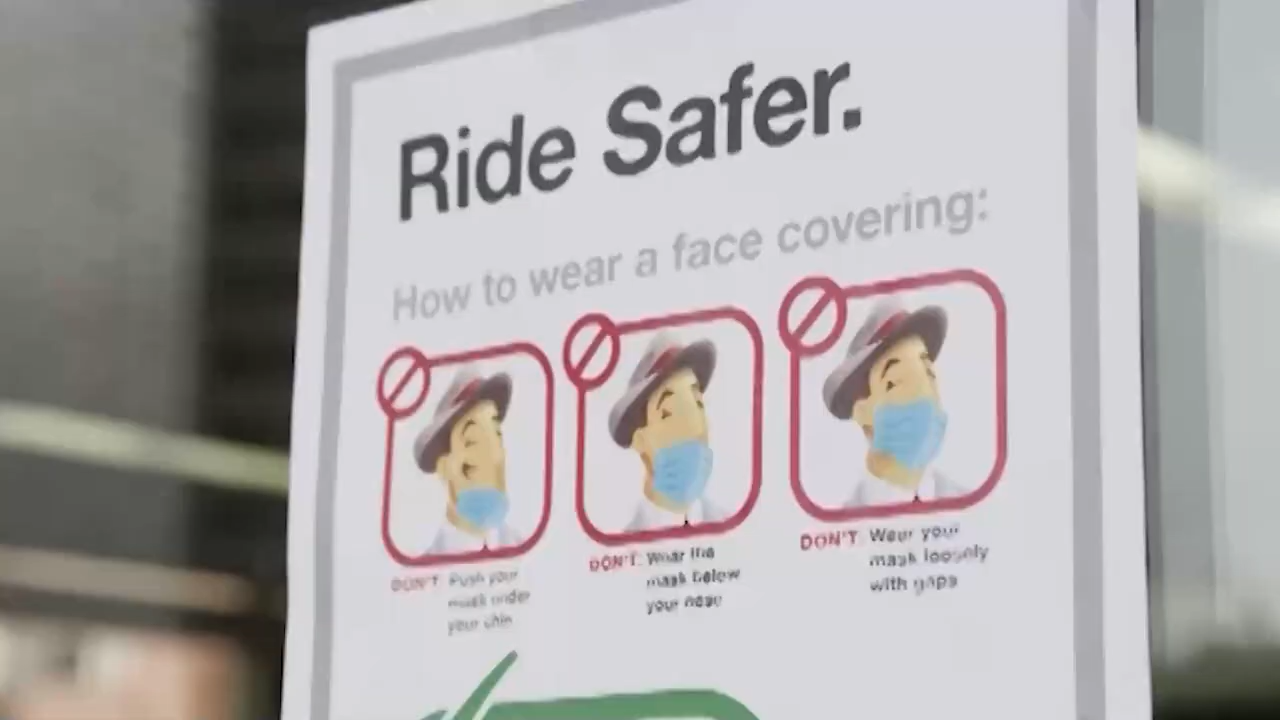 Ride Safer.
How to wear a face covering:
DON'T: Push your
mask under
your chin
DON'T: Wear the
mask below
your nose
DON'T: Wear your
mask loosely
with gaps